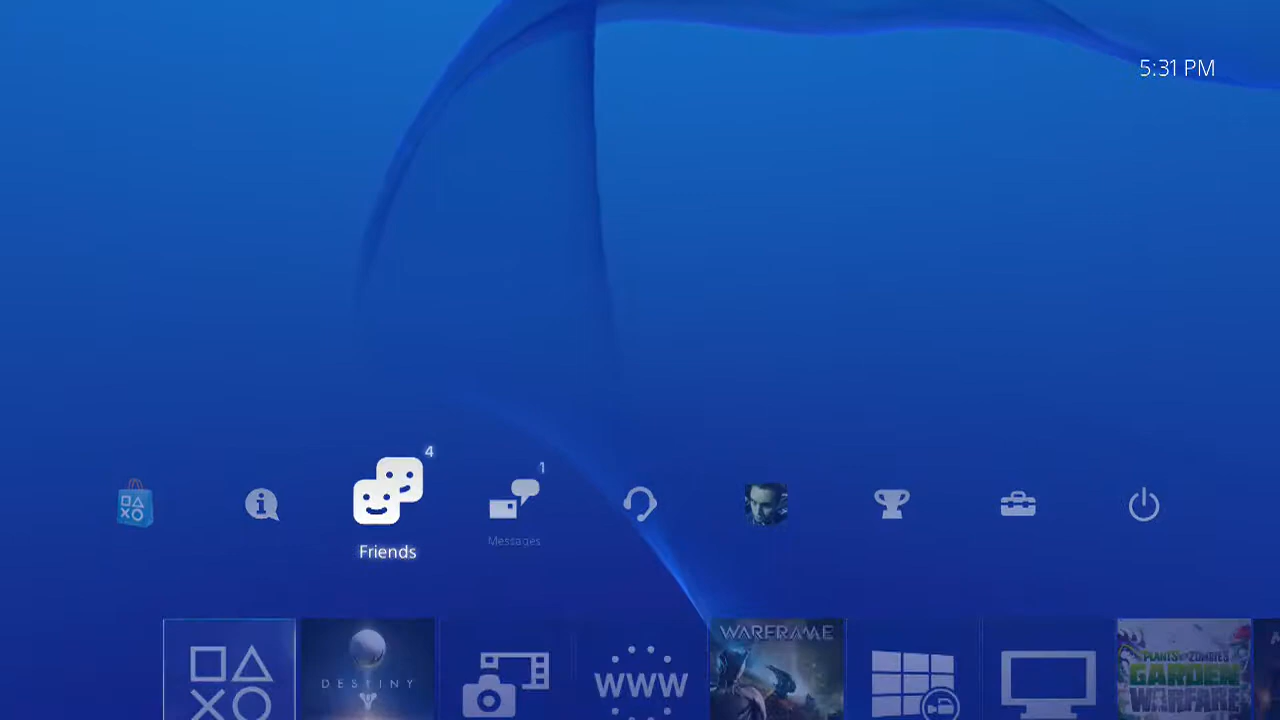 5:31 PM
4
1
Friends
Messages
WARFRAME
DESTINY
WWW
PLANTS VS. ZOMBIES
GARDEN
WARFARE